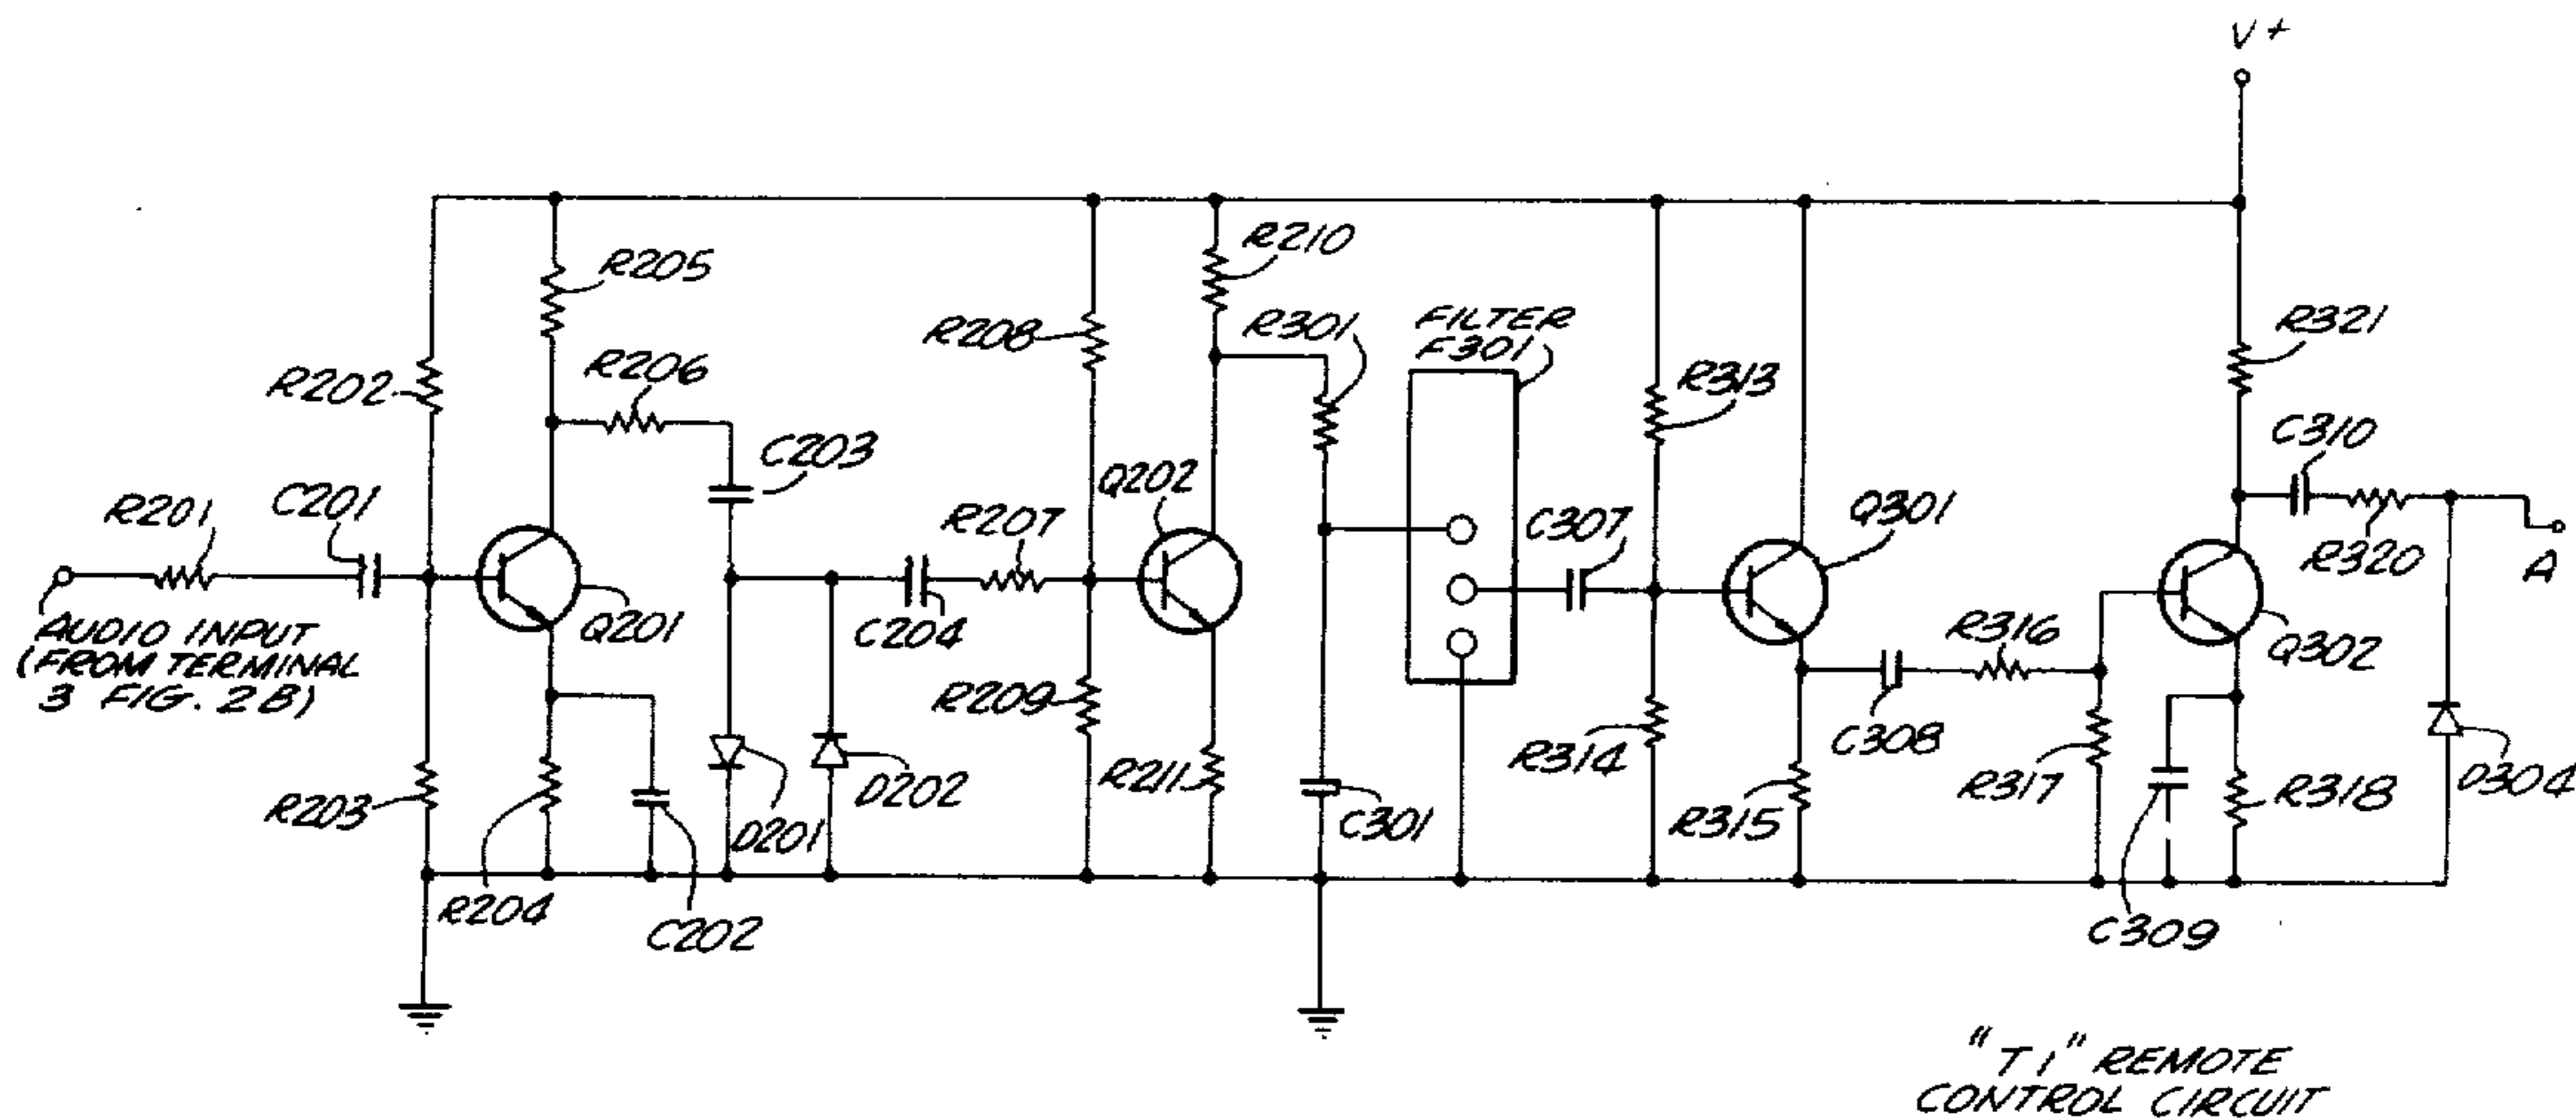 V+
R205
R210
R208
R301
FILTER
F301
R321
R202
R206
R313
C310
C203
R201
C201
Q202
R207
C307
Q301
R320
A
AUDIO INPUT
(FROM TERMINAL
3 FIG. 2B)
Q201
C204
R316
Q302
R209
R314
C308
R317
R211
D202
D304
R203
D201
C301
R315
R318
R204
C202
C309
"T1" REMOTE
CONTROL CIRCUIT